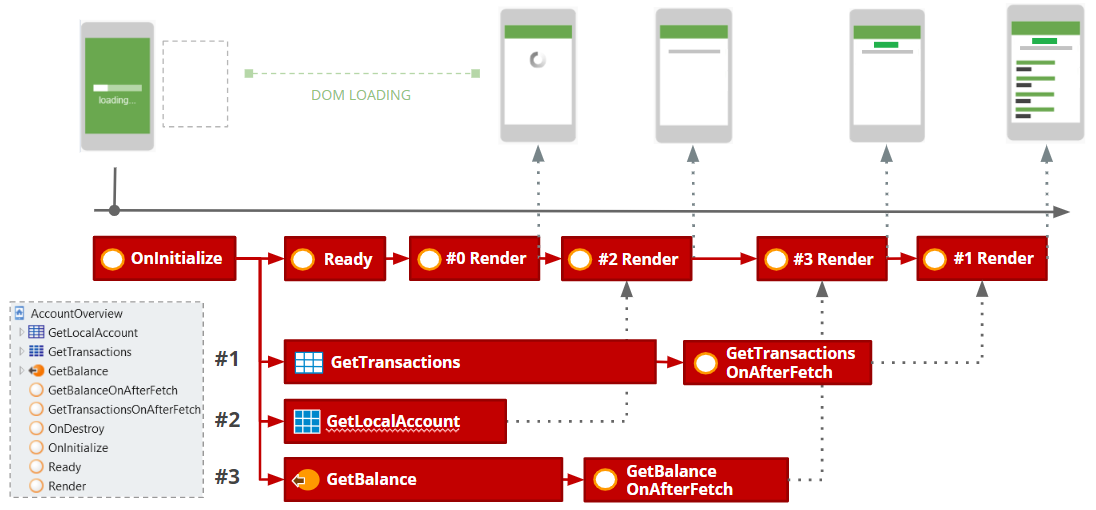 loading...
DOM LOADING
OnInitialize
Ready
#0 Render
#2 Render
#3 Render
#1 Render
AccountOverview
GetLocalAccount
GetTransactions
GetBalance
GetBalanceOnAfterFetch
GetTransactionsOnAfterFetch
OnDestroy
OnInitialize
Ready
Render
#1
GetTransactions
GetTransactions
OnAfterFetch
#2
GetLocalAccount
#3
GetBalance
GetBalance
OnAfterFetch